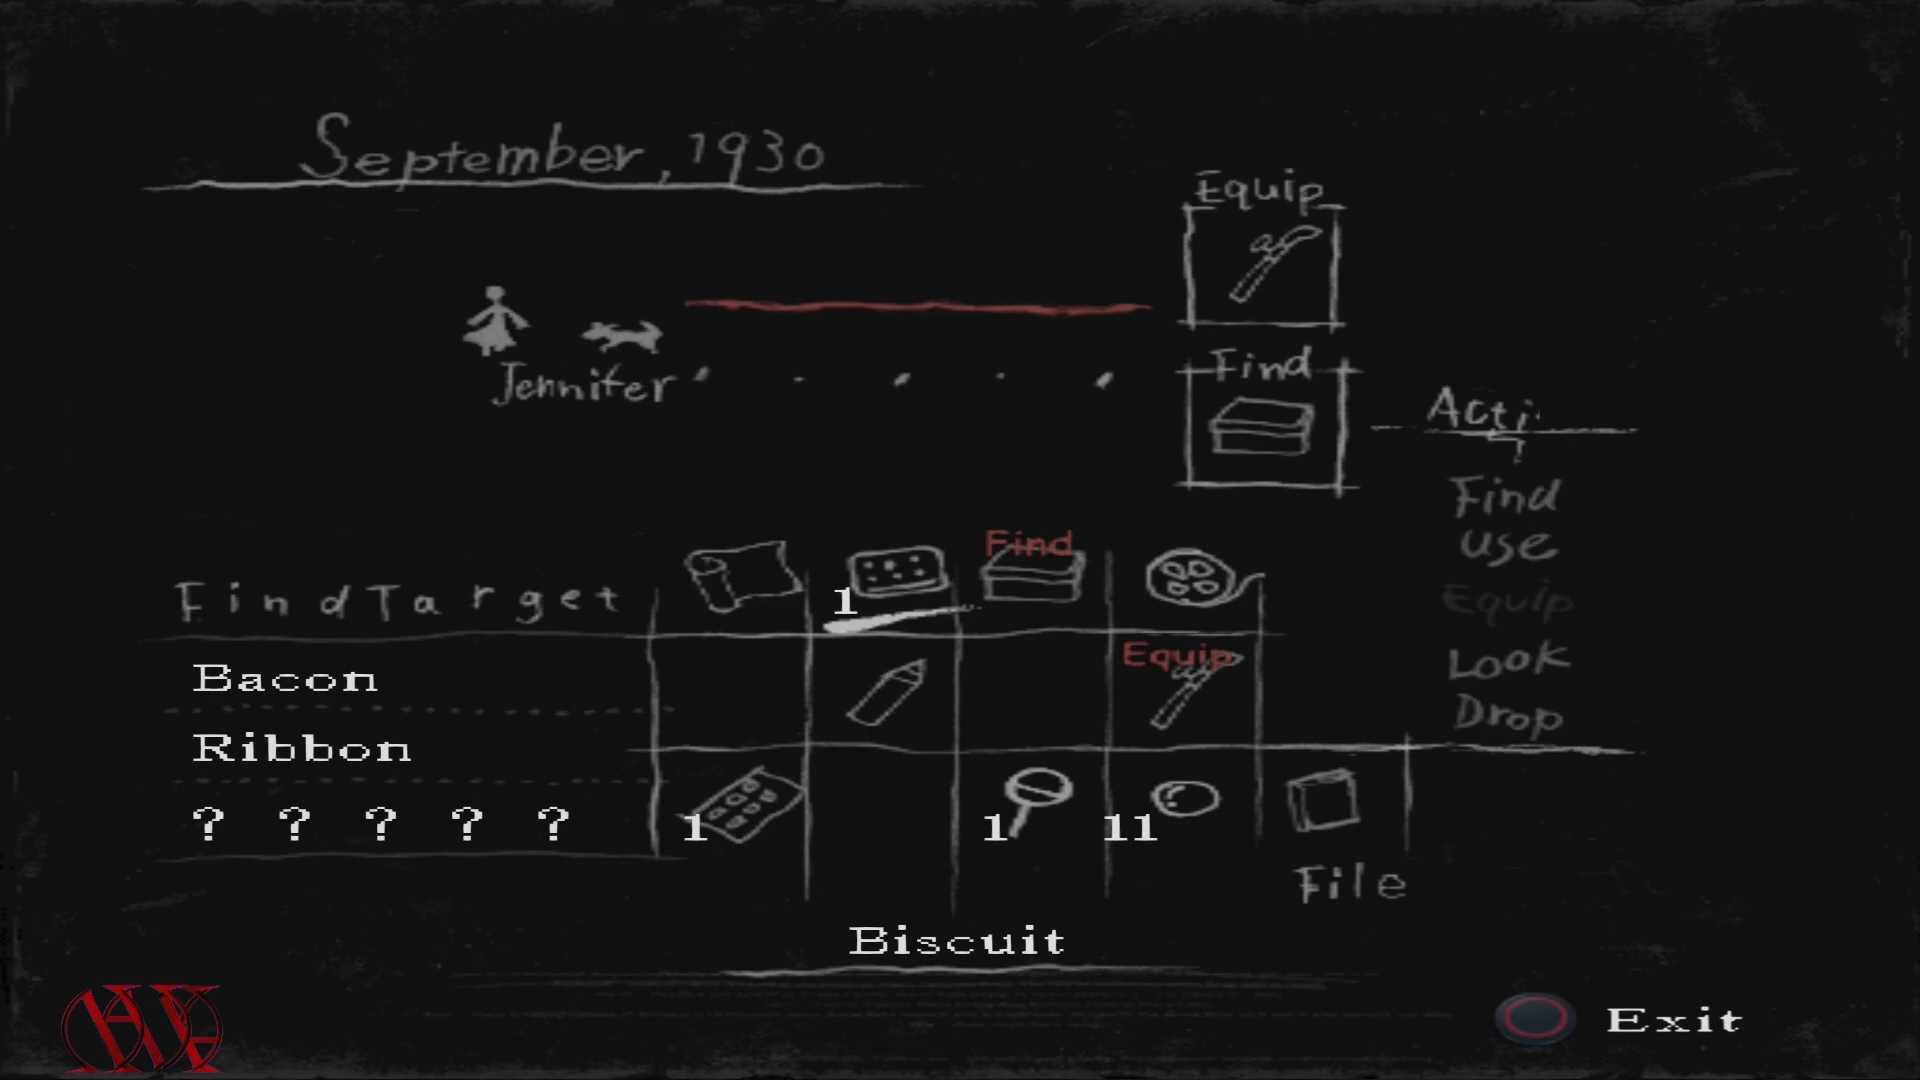 September, 1930
Equip
Jennifer
Find
Acti
Find
use
Equip
Look
Drop
FindTarget
1
Find
Bacon
Equip
Ribbon
? ? ? ? ?
1
1
11
File
Biscuit
Exit